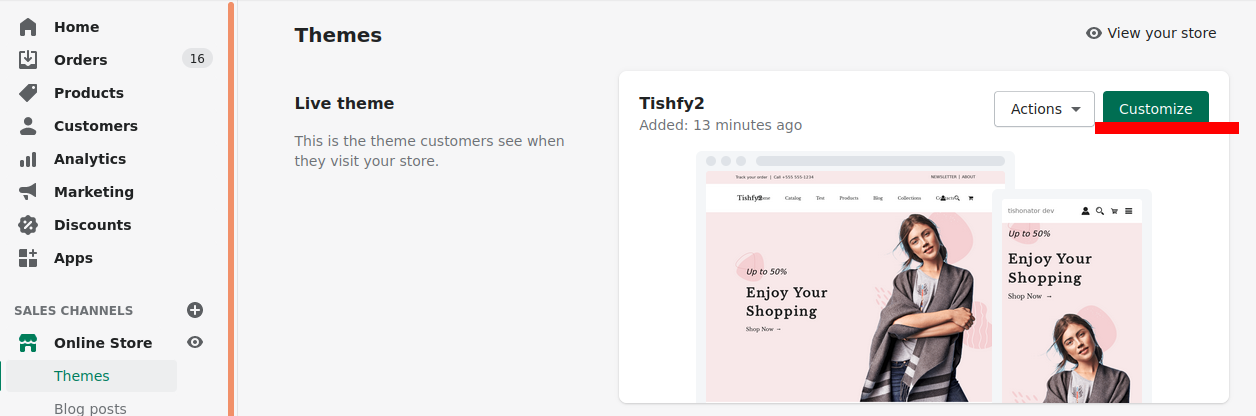 Home
Orders 16
Products
Customers
Analytics
Marketing
Discounts
Apps
SALES CHANNELS
Online Store
Themes
Blog posts
Themes
View your store
Live theme
This is the theme customers see when
they visit your store.
Tishfy2
Added: 13 minutes ago
Actions
Customize
Track your order | Call +555 555-1234
NEWSLETTER | ABOUT
Tishfy2 Home Catalog Test Products Blog Collections Contacts
Up to 50%
Enjoy Your
Shopping
Shop Now →
tishonator dev
Up to 50%
Enjoy Your
Shopping
Shop Now →